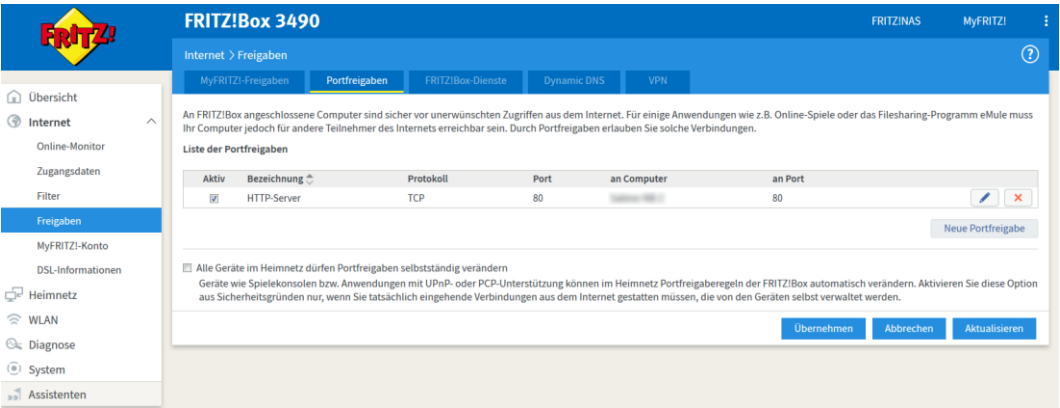 FRITZ!
FRITZ!Box 3490
FRITZ!NAS
MyFRITZ!
Internet > Freigaben
?
MyFRITZ!-Freigaben
Portfreigaben
FRITZ!Box-Dienste
Dynamic DNS
VPN
Übersicht
Internet
Online-Monitor
Zugangsdaten
Filter
Freigaben
MyFRITZ!-Konto
DSL-Informationen
Heimnetz
WLAN
Diagnose
System
Assistenten
An FRITZ!Box angeschlossene Computer sind sicher vor unerwünschten Zugriffen aus dem Internet. Für einige Anwendungen wie z.B. Online-Spiele oder das Filesharing-Programm eMule muss
Ihr Computer jedoch für andere Teilnehmer des Internets erreichbar sein. Durch Portfreigaben erlauben Sie solche Verbindungen.
Liste der Portfreigaben
Aktiv Bezeichnung Protokoll Port an Computer an Port
HTTP-Server TCP 80 80
Neue Portfreigabe
Alle Geräte im Heimnetz dürfen Portfreigaben selbstständig verändern
Geräte wie Spielekonsolen bzw. Anwendungen mit UPnP- oder PCP-Unterstützung können im Heimnetz Portfreigaberegeln der FRITZ!Box automatisch verändern. Aktivieren Sie diese Option
aus Sicherheitsgründen nur, wenn Sie tatsächlich eingehende Verbindungen aus dem Internet gestatten müssen, die von den Geräten selbst verwaltet werden.
Übernehmen
Abbrechen
Aktualisieren